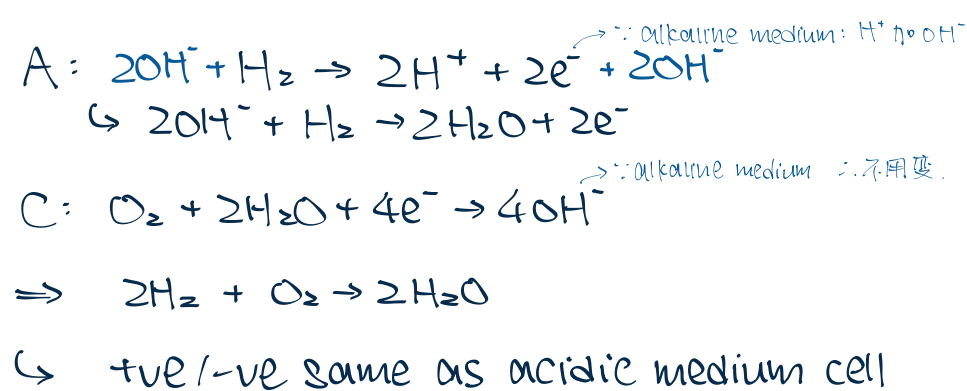 ∵ alkaline medium: H⁺ 加 OH⁻
A: 2OH⁻ + H₂ → 2H⁺ + 2e⁻ + 2OH⁻
↳ 2OH⁻ + H₂ → 2H₂O + 2e⁻
∵ alkaline medium ∴ 不用变.
C: O₂ + 2H₂O + 4e⁻ → 4OH⁻
⇒ 2H₂ + O₂ → 2H₂O
↳ +ve/-ve same as acidic medium cell